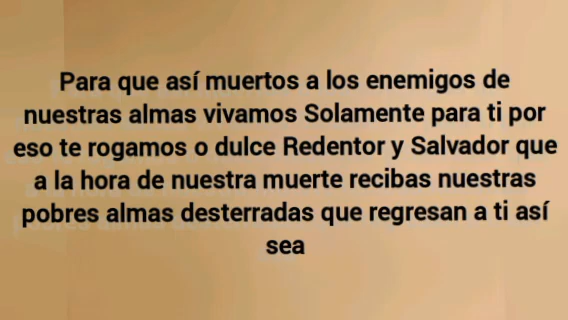 Para que así muertos a los enemigos de
nuestras almas vivamos Solamente para ti por
eso te rogamos o dulce Redentor y Salvador que
a la hora de nuestra muerte recibas nuestras
pobres almas desterradas que regresan a ti así
sea